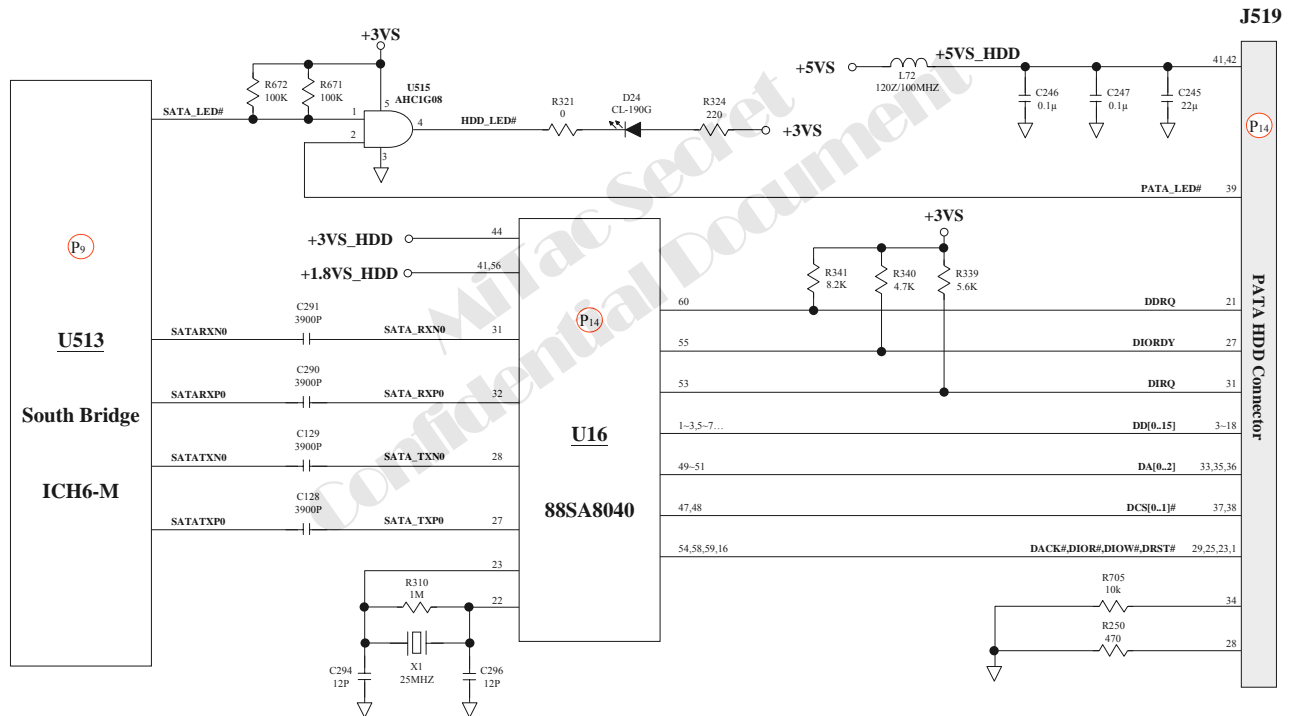 J519
+3VS
R672
100K
R671
100K
U515
AHC1G08
SATA_LED#
1
2
5
4
3
HDD_LED#
R321
0
D24
CL-190G
R324
220
+3VS
+5VS
L72
120Z/100MHZ
+5VS_HDD
41,42
C246
0.1µ
C247
0.1µ
C245
22µ
P14
PATA_LED#
39
P9
U513
South Bridge
ICH6-M
+3VS_HDD
44
+1.8VS_HDD
41,56
SATARXN0
C291
3900P
SATA_RXN0
31
SATARXP0
C290
3900P
SATA_RXP0
32
SATATXN0
C129
3900P
SATA_TXN0
28
SATATXP0
C128
3900P
SATA_TXP0
27
23
22
R310
1M
X1
25MHZ
C294
12P
C296
12P
P14
U16
88SA8040
+3VS
R341
8.2K
R340
4.7K
R339
5.6K
60
DDRQ
21
55
DIORDY
27
53
DIRQ
31
1~3,5~7…
DD[0..15]
3~18
49~51
DA[0..2]
33,35,36
47,48
DCS[0..1]#
37,38
54,58,59,16
DACK#,DIOR#,DIOW#,DRST#
29,25,23,1
R705
10k
34
R250
470
28
PATA HDD Connector
MiTac Secret
Confidential Document